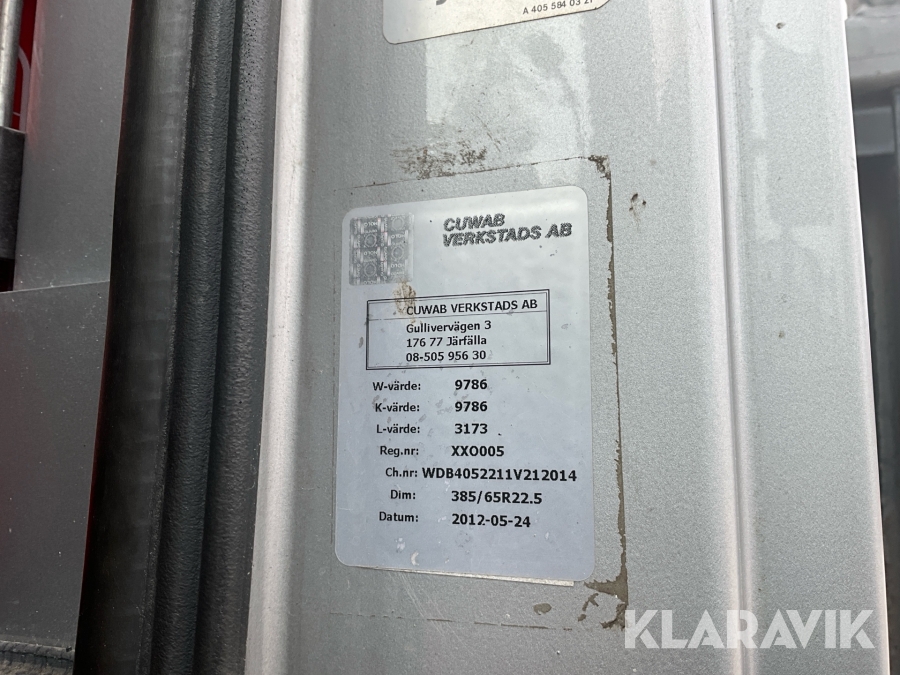 A 405 584 03 21
CUWAB
VERKSTADS AB
CUWAB VERKSTADS AB
Gullivervägen 3
176 77 Järfälla
08-505 956 30
W-värde: 9786
K-värde: 9786
L-värde: 3173
Reg.nr: XXO005
Ch.nr: WDB4052211V212014
Dim: 385/65R22.5
Datum: 2012-05-24
KLARAVIK